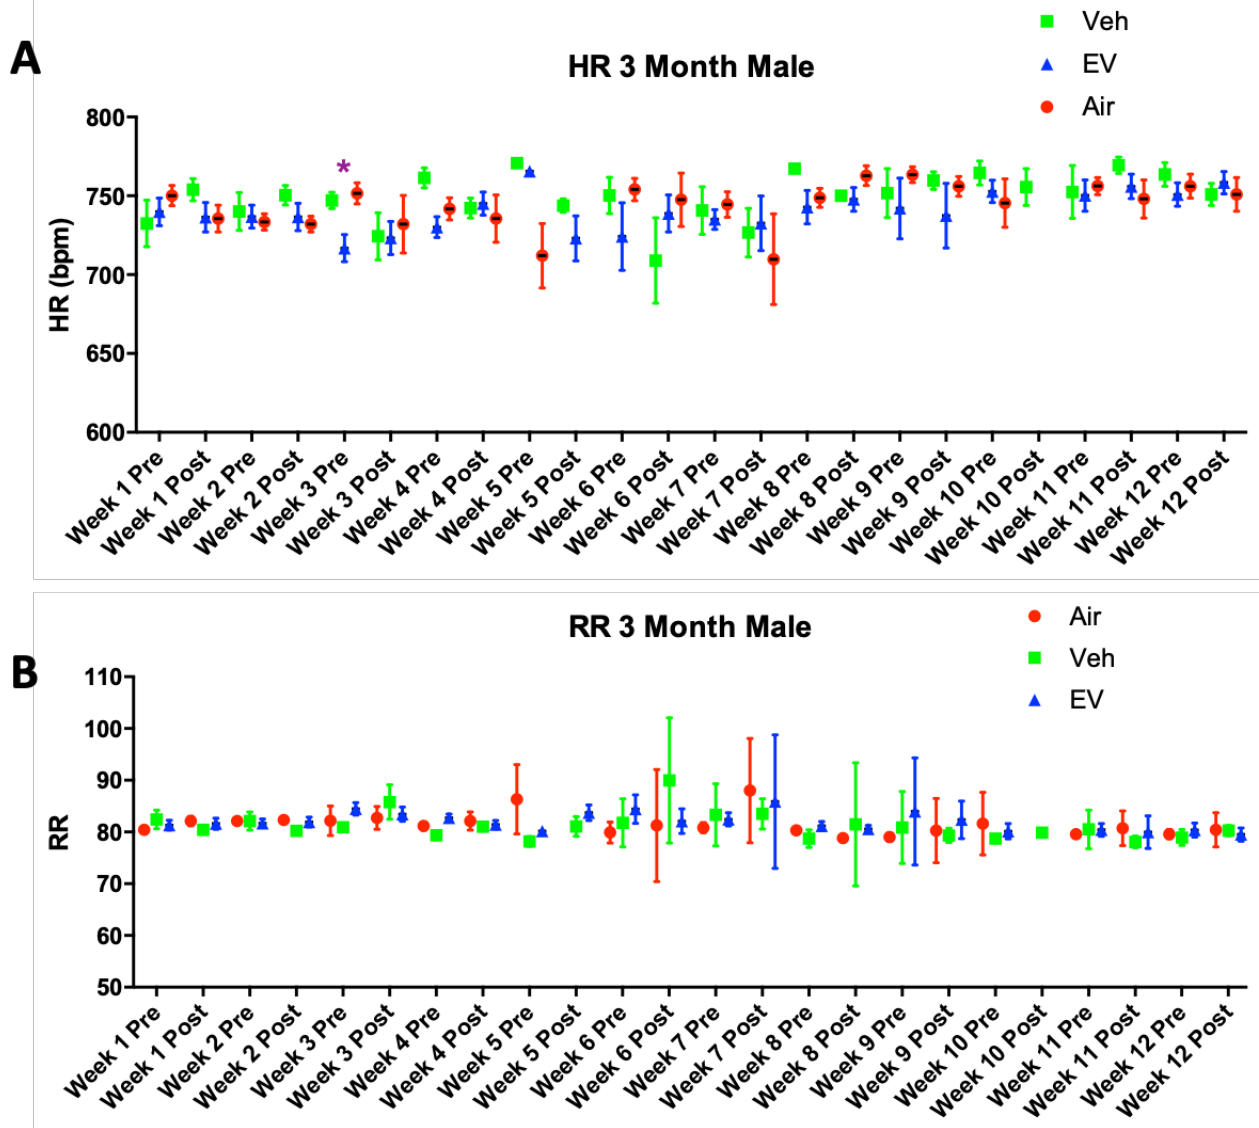 A
HR 3 Month Male
Veh
EV
Air
HR (bpm)
800
750
700
650
600
*
Week 1 Pre
Week 1 Post
Week 2 Pre
Week 2 Post
Week 3 Pre
Week 3 Post
Week 4 Pre
Week 4 Post
Week 5 Pre
Week 5 Post
Week 6 Pre
Week 6 Post
Week 7 Pre
Week 7 Post
Week 8 Pre
Week 8 Post
Week 9 Pre
Week 9 Post
Week 10 Pre
Week 10 Post
Week 11 Pre
Week 11 Post
Week 12 Pre
Week 12 Post
B
RR 3 Month Male
Air
Veh
EV
RR
110
100
90
80
70
60
50
Week 1 Pre
Week 1 Post
Week 2 Pre
Week 2 Post
Week 3 Pre
Week 3 Post
Week 4 Pre
Week 4 Post
Week 5 Pre
Week 5 Post
Week 6 Pre
Week 6 Post
Week 7 Pre
Week 7 Post
Week 8 Pre
Week 8 Post
Week 9 Pre
Week 9 Post
Week 10 Pre
Week 10 Post
Week 11 Pre
Week 11 Post
Week 12 Pre
Week 12 Post